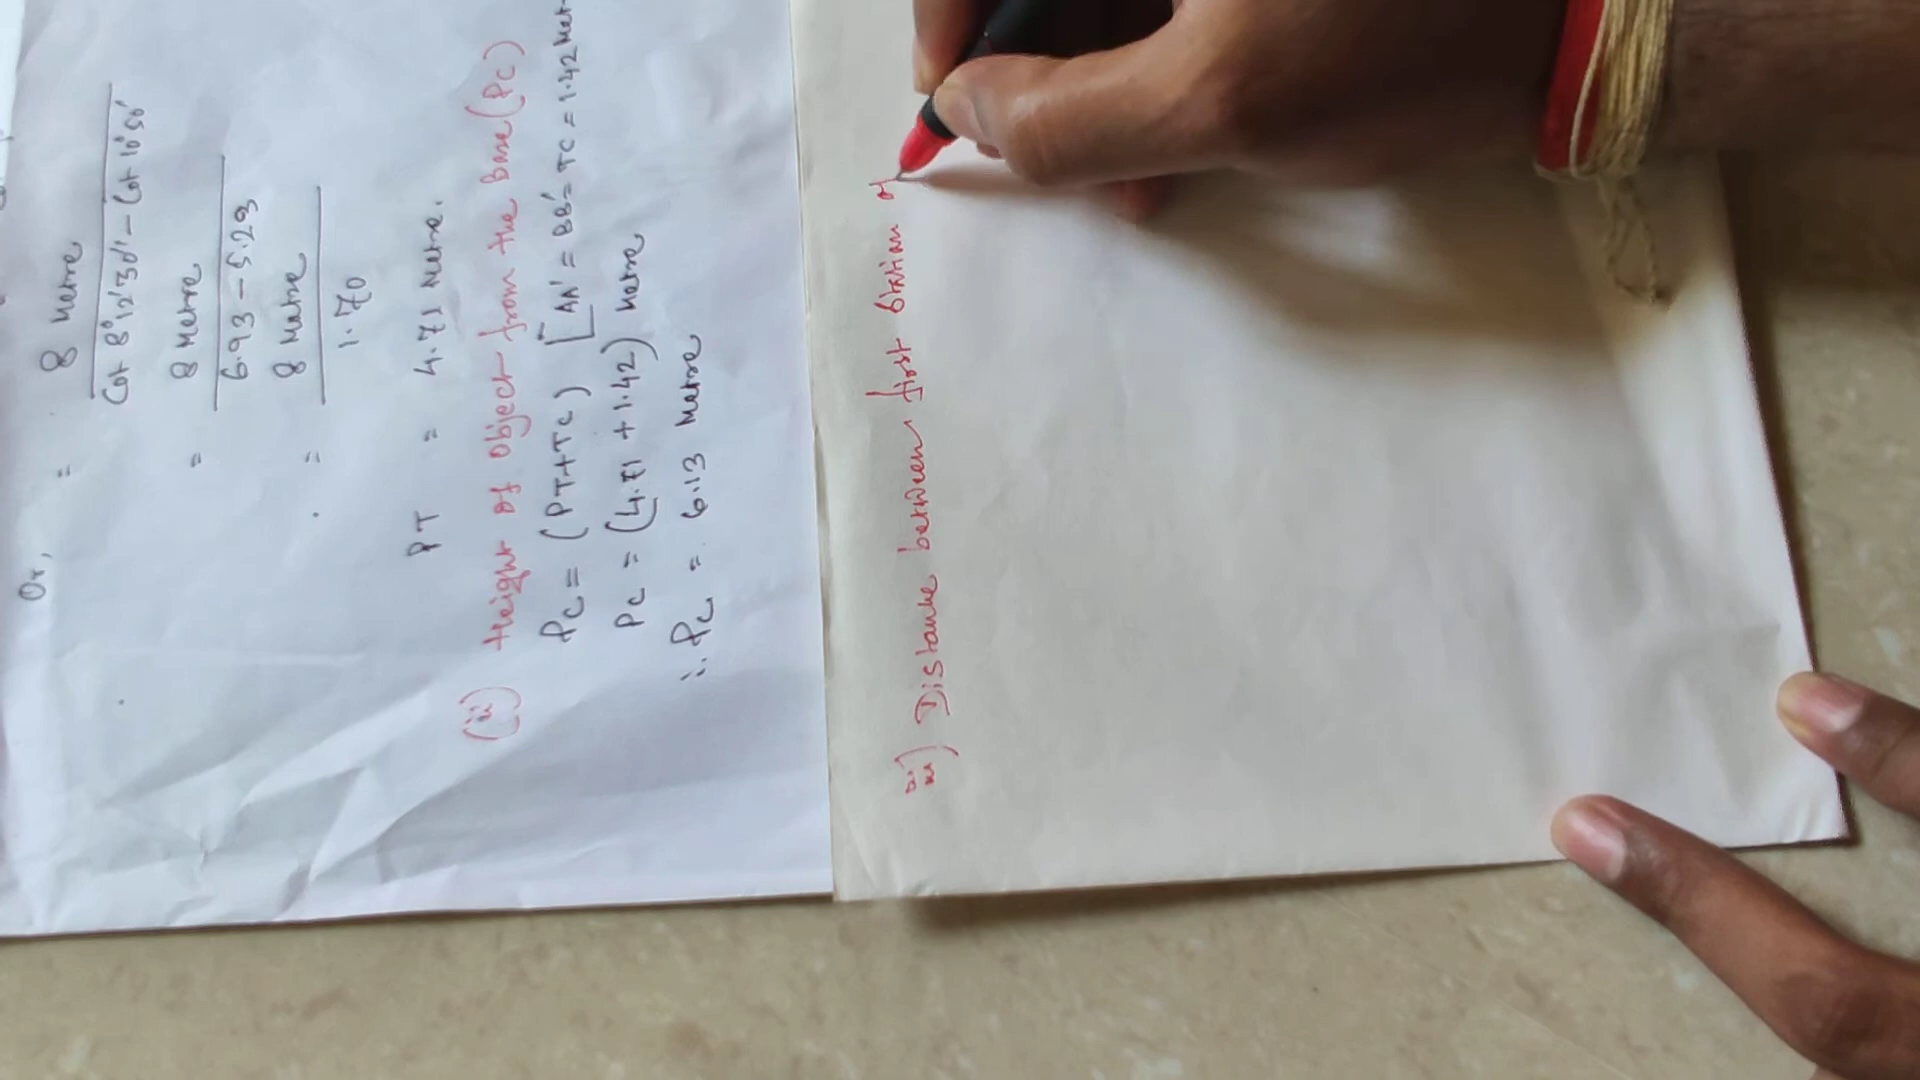 Or,
= 8 Metre
Cot 8°12'30" - Cot 10°50'
= 8 Metre
6.93 - 5.29
= 8 Metre
1.70
PT = 4.71 Metre.
(ii) Height of Object from the Base (PC)
PC = (PT+TC) [AA' = BB' = TC = 1.42 Met
PC = (4.71 + 1.42) Metre
∴ PC = 6.13 Metre
iii) Distance between first station of